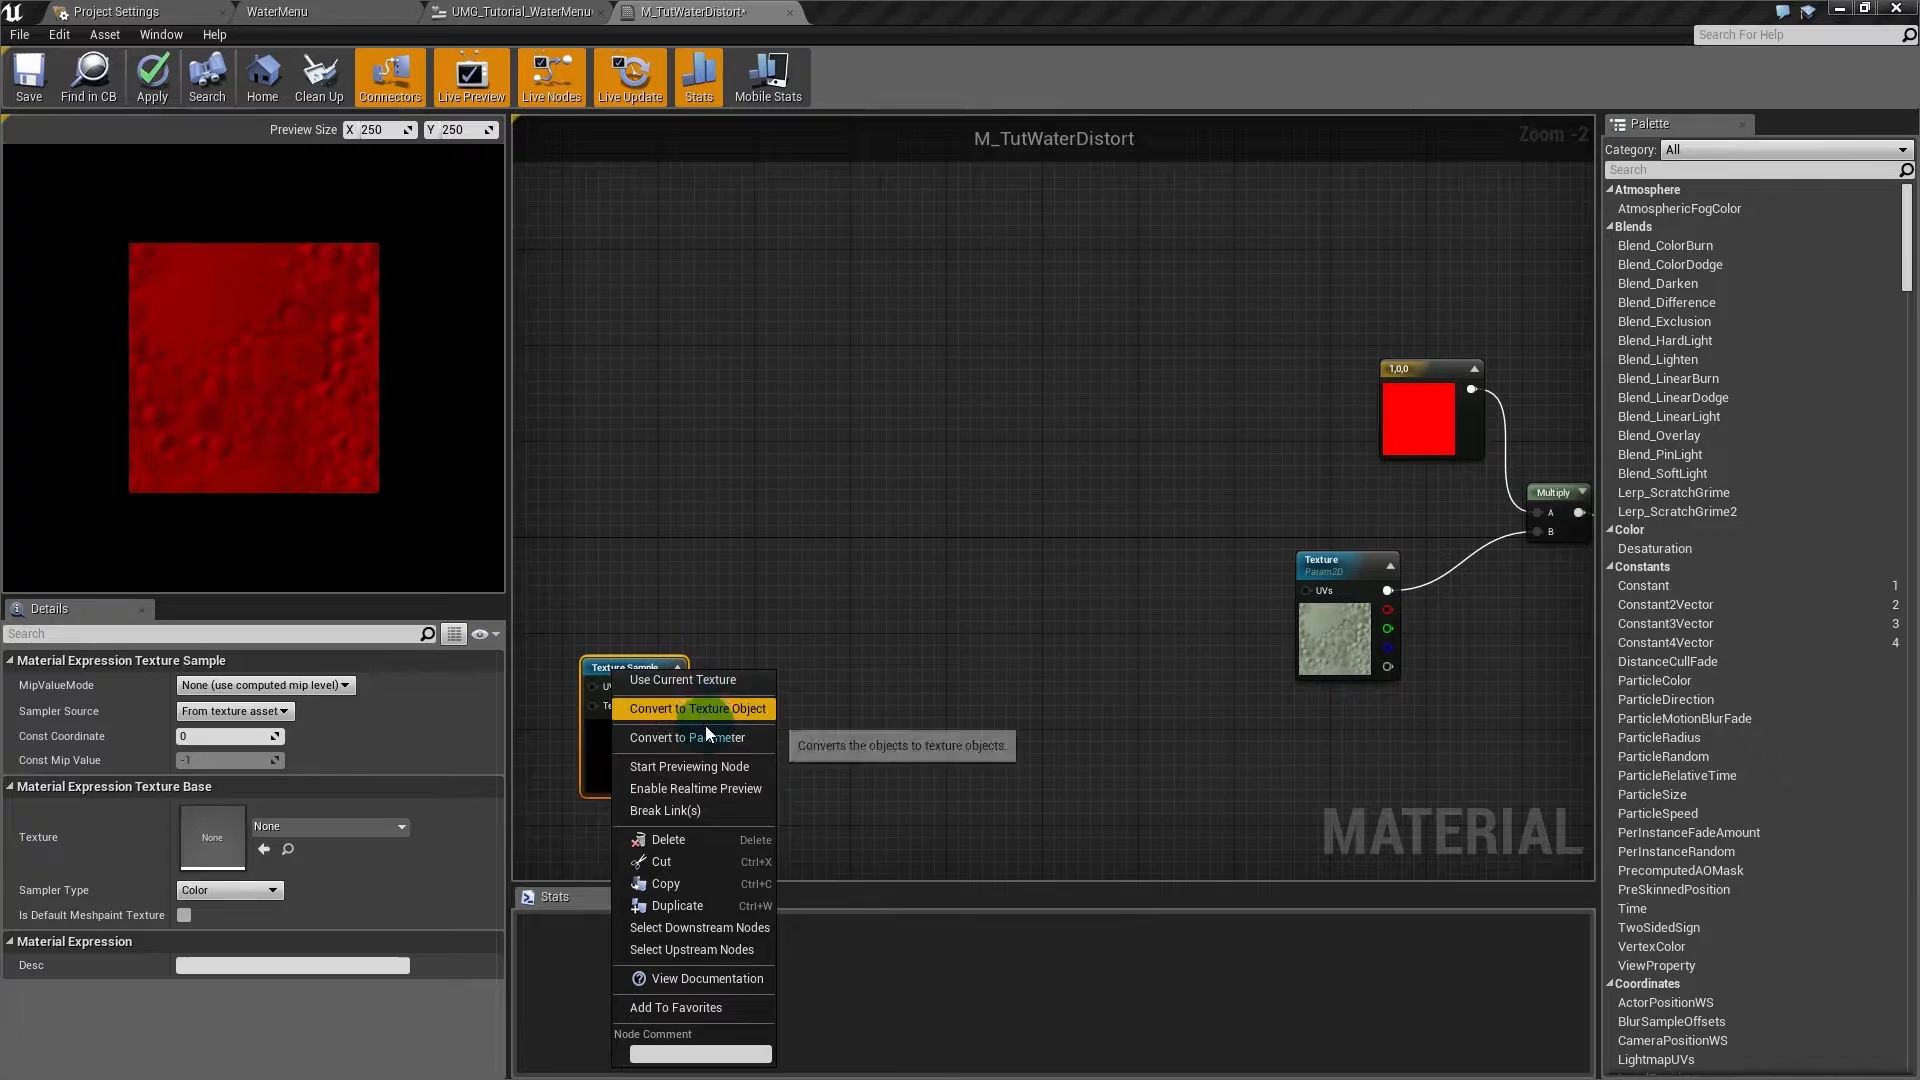 Project Settings
WaterMenu
UMG_Tutorial_WaterMenu
M_TutWaterDistort*
File Edit Asset Window Help
Search For Help
Save
Find in CB
Apply
Search
Home
Clean Up
Connectors
Live Preview
Live Nodes
Live Update
Stats
Mobile Stats
Preview Size X 250 Y 250
M_TutWaterDistort
Zoom -2
1,0,0
Multiply
A
B
Texture
Param2D
UVs
Texture Sample
Use Current Texture
Convert to Texture Object
Convert to Parameter
Converts the objects to texture objects.
Start Previewing Node
Enable Realtime Preview
Break Link(s)
Delete Delete
Cut Ctrl+X
Copy Ctrl+C
Duplicate Ctrl+W
Select Downstream Nodes
Select Upstream Nodes
View Documentation
Add To Favorites
Node Comment
MATERIAL
Stats
Details
Search
Material Expression Texture Sample
MipValueMode None (use computed mip level)
Sampler Source From texture asset
Const Coordinate 0
Const Mip Value -1
Material Expression Texture Base
Texture None None
Sampler Type Color
Is Default Meshpaint Texture
Material Expression
Desc
Palette
Category: All
Search
Atmosphere
AtmosphericFogColor
Blends
Blend_ColorBurn
Blend_ColorDodge
Blend_Darken
Blend_Difference
Blend_Exclusion
Blend_HardLight
Blend_Lighten
Blend_LinearBurn
Blend_LinearDodge
Blend_LinearLight
Blend_Overlay
Blend_PinLight
Blend_SoftLight
Lerp_ScratchGrime
Lerp_ScratchGrime2
Color
Desaturation
Constants
Constant 1
Constant2Vector 2
Constant3Vector 3
Constant4Vector 4
DistanceCullFade
ParticleColor
ParticleDirection
ParticleMotionBlurFade
ParticleRadius
ParticleRandom
ParticleRelativeTime
ParticleSize
ParticleSpeed
PerInstanceFadeAmount
PerInstanceRandom
PrecomputedAOMask
PreSkinnedPosition
Time
TwoSidedSign
VertexColor
ViewProperty
Coordinates
ActorPositionWS
BlurSampleOffsets
CameraPositionWS
LightmapUVs